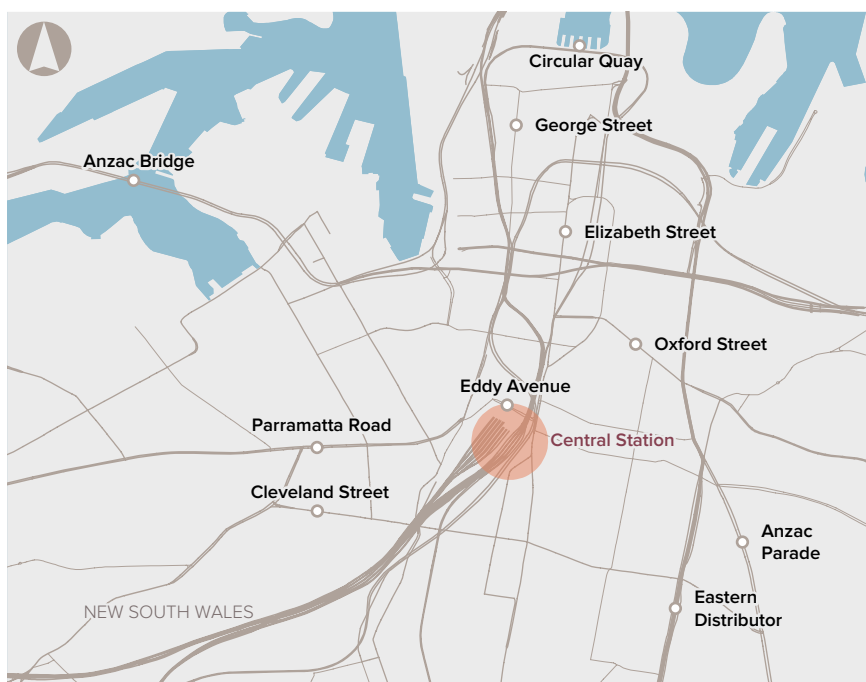 Circular Quay
George Street
Anzac Bridge
Elizabeth Street
Oxford Street
Eddy Avenue
Parramatta Road
Central Station
Cleveland Street
Anzac
Parade
Eastern
Distributor
NEW SOUTH WALES